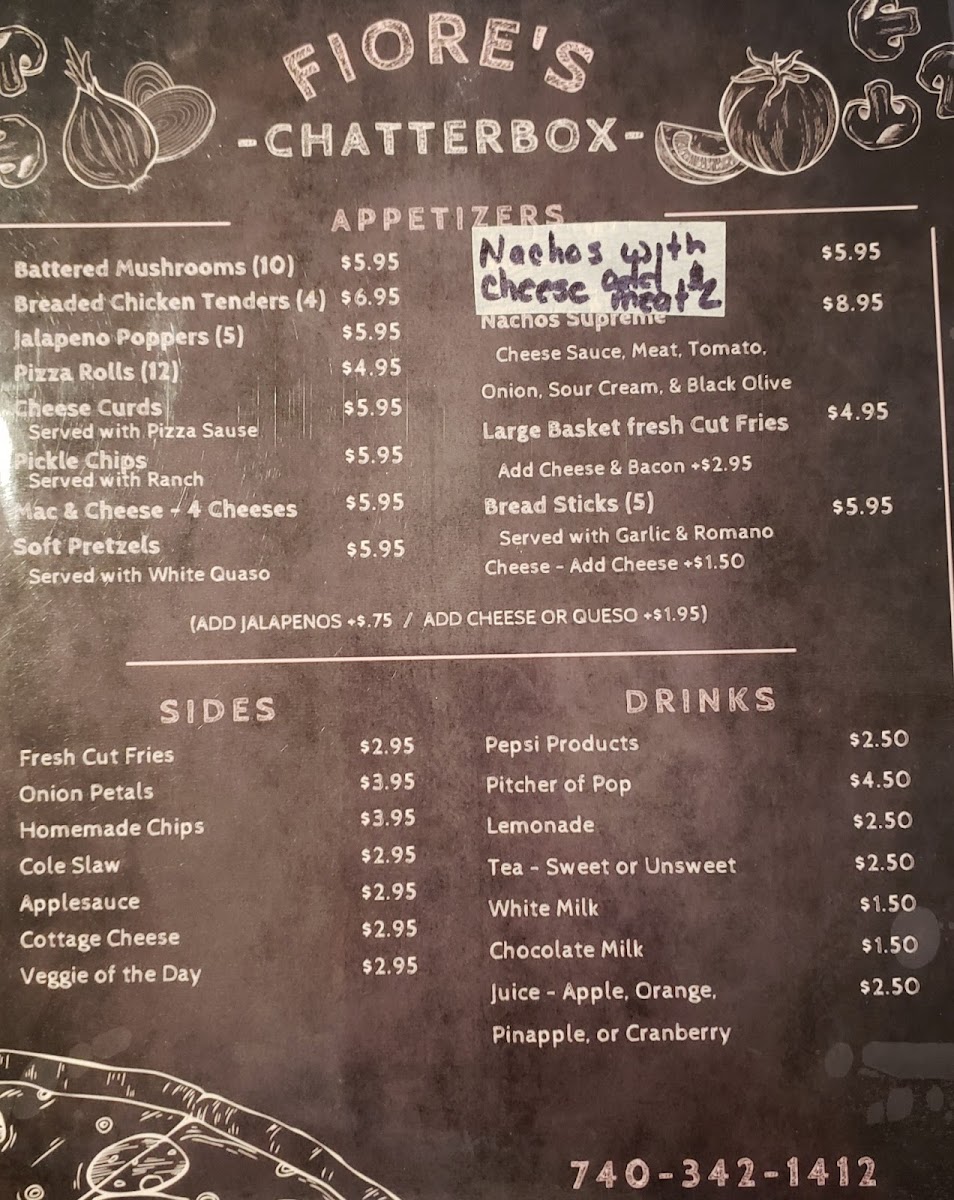 FIORE'S
-CHATTERBOX-
APPETIZERS
Battered Mushrooms (10) $5.95
Breaded Chicken Tenders (4) $6.95
Jalapeno Poppers (5) $5.95
Pizza Rolls (12) $4.95
Cheese Curds $5.95
Served with Pizza Sause
Pickle Chips $5.95
Served with Ranch
Mac & Cheese - 4 Cheeses $5.95
Soft Pretzels $5.95
Served with White Quaso
Nachos with $5.95
cheese add
meat $2
Nachos Supreme $8.95
Cheese Sauce, Meat, Tomato,
Onion, Sour Cream, & Black Olive
Large Basket fresh Cut Fries $4.95
Add Cheese & Bacon +$2.95
Bread Sticks (5) $5.95
Served with Garlic & Romano
Cheese - Add Cheese +$1.50
(ADD JALAPENOS +$.75 / ADD CHEESE OR QUESO +$1.95)
SIDES
Fresh Cut Fries $2.95
Onion Petals $3.95
Homemade Chips $3.95
Cole Slaw $2.95
Applesauce $2.95
Cottage Cheese $2.95
Veggie of the Day $2.95
DRINKS
Pepsi Products $2.50
Pitcher of Pop $4.50
Lemonade $2.50
Tea - Sweet or Unsweet $2.50
White Milk $1.50
Chocolate Milk $1.50
Juice - Apple, Orange, $2.50
Pinapple, or Cranberry
740-342-1412